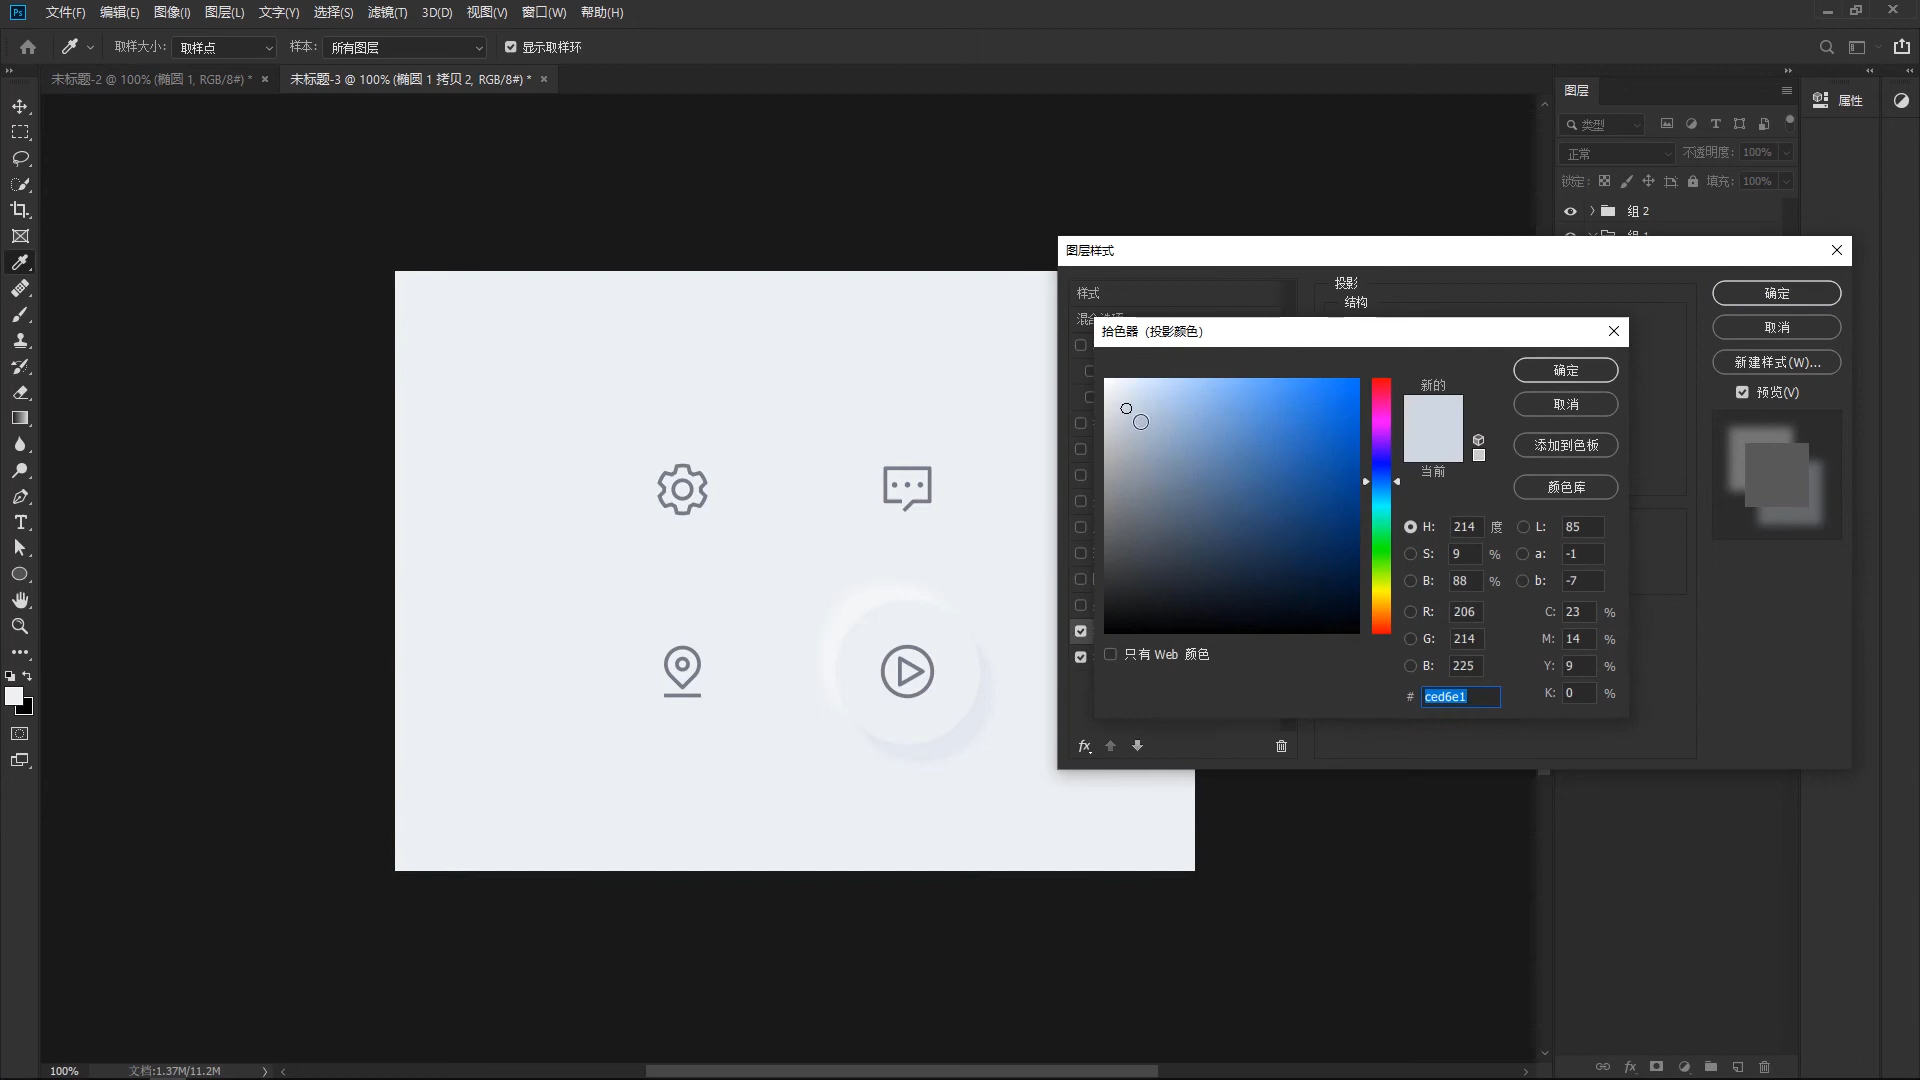 Ps 文件(F) 编辑(E) 图像(I) 图层(L) 文字(Y) 选择(S) 滤镜(T) 3D(D) 视图(V) 窗口(W) 帮助(H)
取样大小: 取样点 样本: 所有图层 显示取样环
未标题-2 @ 100% (椭圆 1, RGB/8#) * × 未标题-3 @ 100% (椭圆 1 拷贝 2, RGB/8#) * ×
图层
属性
类型
正常 不透明度: 100%
锁定: 填充: 100%
组 2
组 1
图层样式
样式
投影
结构
确定
取消
新建样式(W)...
预览(V)
拾色器（投影颜色）
新的
当前
确定
取消
添加到色板
颜色库
H: 214 度 L: 85
S: 9 % a: -1
B: 88 % b: -7
R: 206 C: 23 %
G: 214 M: 14 %
B: 225 Y: 9 %
# ced6e1 K: 0 %
只有 Web 颜色
fx
100% 文档:1.37M/11.2M
fx